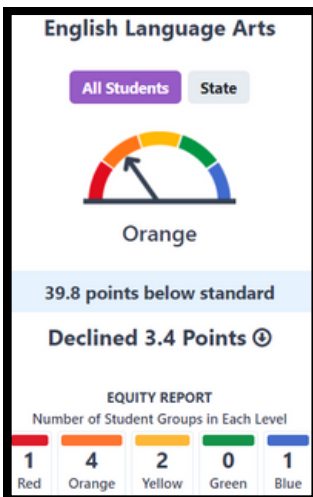 English Language Arts
All Students State
Orange
39.8 points below standard
Declined 3.4 Points
EQUITY REPORT
Number of Student Groups in Each Level
1 4 2 0 1
Red Orange Yellow Green Blue